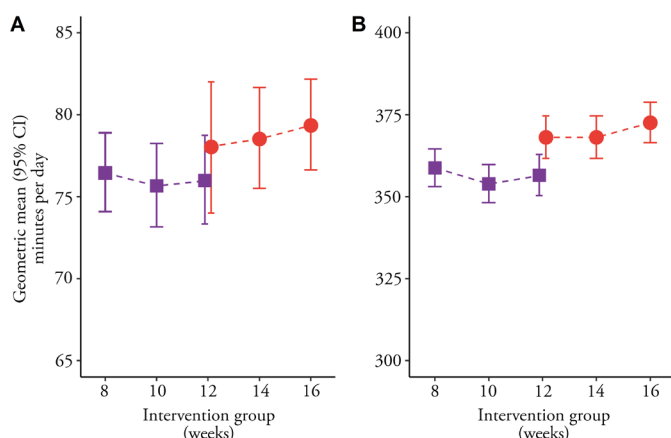 A
B
Geometric mean (95% CI)
minutes per day
85
80
75
70
65
8 10 12 14 16
Intervention group
(weeks)
400
375
350
325
300
8 10 12 14 16
Intervention group
(weeks)